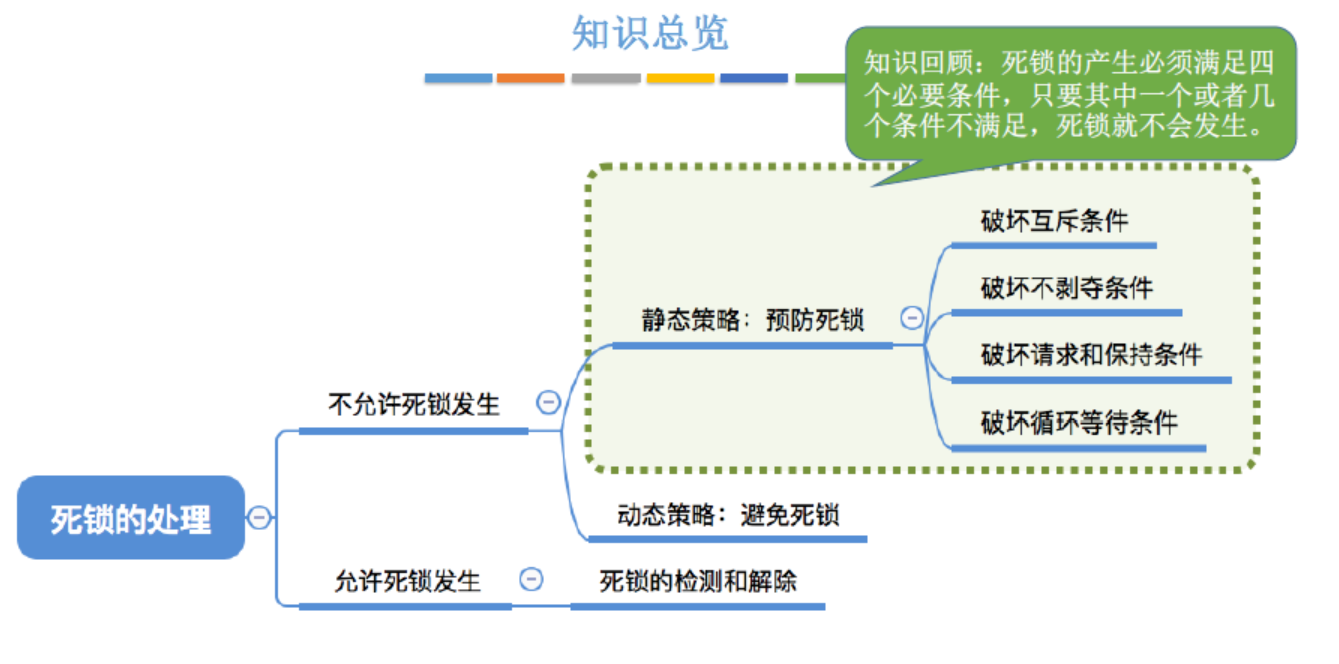 知识总览
知识回顾：死锁的产生必须满足四
个必要条件，只要其中一个或者几
个条件不满足，死锁就不会发生。
破坏互斥条件
破坏不剥夺条件
静态策略：预防死锁
破坏请求和保持条件
不允许死锁发生
破坏循环等待条件
死锁的处理
动态策略：避免死锁
允许死锁发生
死锁的检测和解除